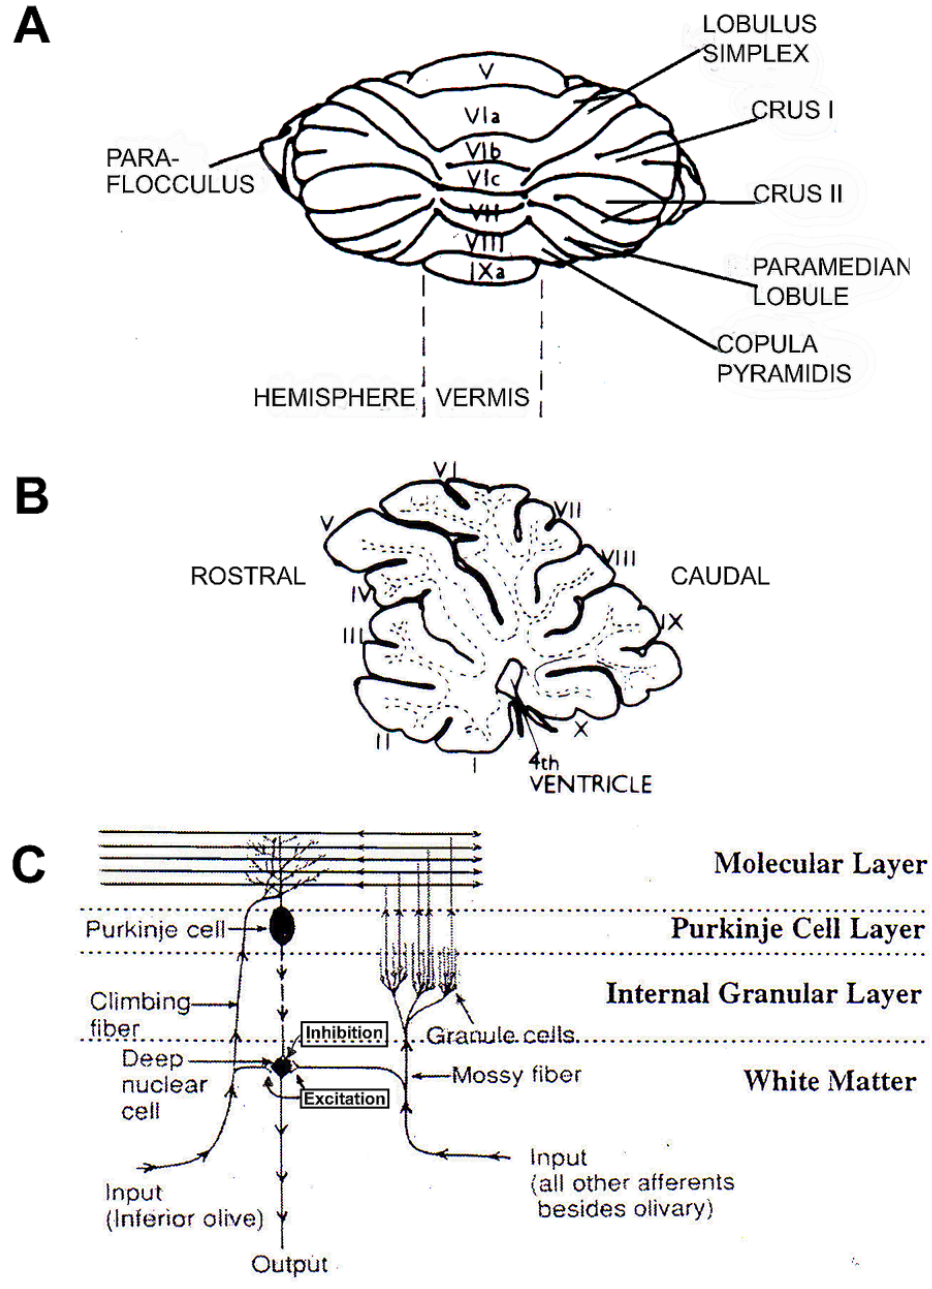 A
LOBULUS
SIMPLEX
V
VIa
CRUS I
VIb
PARA-
FLOCCULUS
VIc
CRUS II
VII
VIII
PARAMEDIAN
LOBULE
IXa
COPULA
PYRAMIDIS
HEMISPHERE
VERMIS
B
VI
VII
V
VIII
ROSTRAL
CAUDAL
IV
IX
III
X
II
I
4th
VENTRICLE
C
Molecular Layer
Purkinje cell
Purkinje Cell Layer
Climbing
fiber
Internal Granular Layer
Inhibition
Granule cells
Deep
nuclear
cell
Mossy fiber
White Matter
Excitation
Input
(Inferior olive)
Input
(all other afferents
besides olivary)
Output